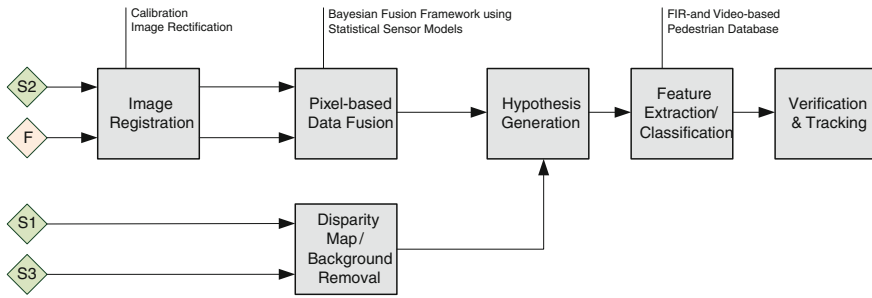 Calibration
Image Rectification
Bayesian Fusion Framework using
Statistical Sensor Models
FIR-and Video-based
Pedestrian Database
S2
F
Image
Registration
Pixel-based
Data Fusion
Hypothesis
Generation
Feature
Extraction/
Classification
Verification
& Tracking
S1
S3
Disparity
Map/
Background
Removal